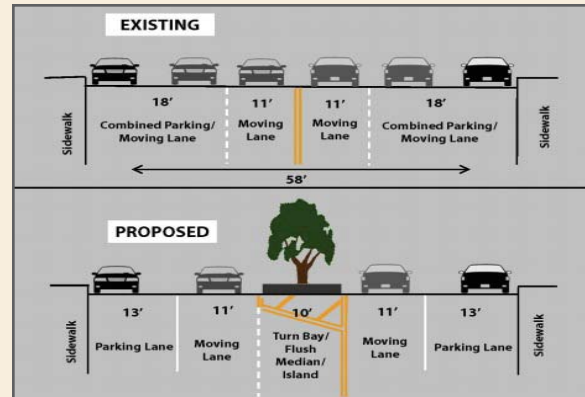 EXISTING
18' 11' 11' 18'
Sidewalk
Combined Parking/
Moving Lane
Moving
Lane
Moving
Lane
Combined Parking/
Moving Lane
Sidewalk
58'
PROPOSED
13' 11' 10' 11' 13'
Sidewalk
Parking Lane
Moving
Lane
Turn Bay/
Flush
Median/
Island
Moving
Lane
Parking Lane
Sidewalk